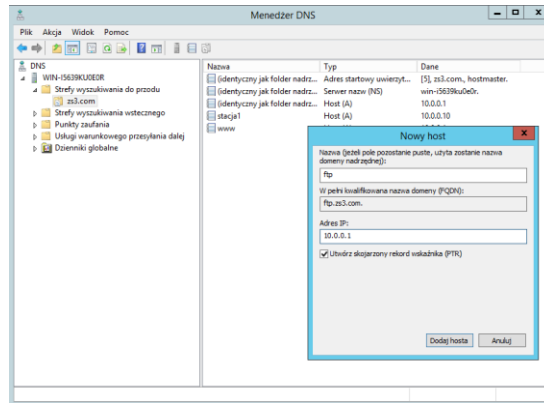 Menedżer DNS
Plik Akcja Widok Pomoc
DNS
WIN-I5639KU0E0R
Strefy wyszukiwania do przodu
zs3.com
Strefy wyszukiwania wstecznego
Punkty zaufania
Usługi warunkowego przesyłania dalej
Dzienniki globalne
Nazwa Typ Dane
(identyczny jak folder nadrz... Adres startowy uwierzyt... [5], zs3.com., hostmaster.
(identyczny jak folder nadrz... Serwer nazw (NS) win-i5639ku0e0r.
(identyczny jak folder nadrz... Host (A) 10.0.0.1
stacja1 Host (A) 10.0.0.10
www
Nowy host
Nazwa (jeżeli pole pozostanie puste, użyta zostanie nazwa
domeny nadrzędnej):
ftp
W pełni kwalifikowana nazwa domeny (FQDN):
ftp.zs3.com.
Adres IP:
10.0.0.1
Utwórz skojarzony rekord wskaźnika (PTR)
Dodaj hosta Anuluj